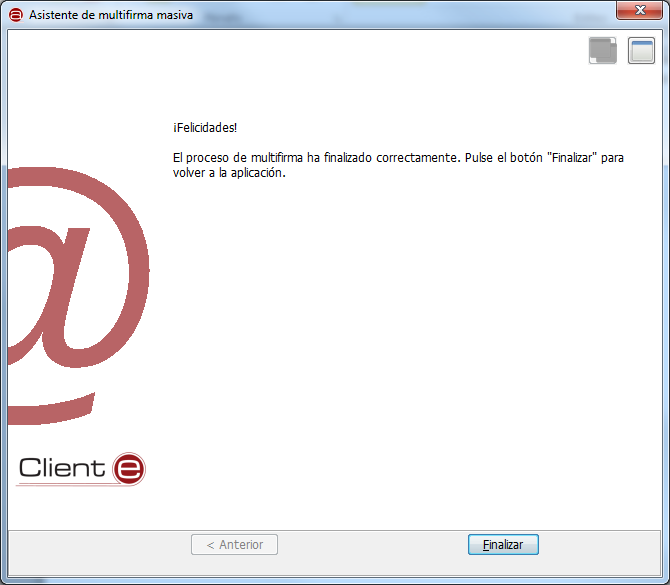 Asistente de multifirma masiva
¡Felicidades!
El proceso de multifirma ha finalizado correctamente. Pulse el botón "Finalizar" para
volver a la aplicación.
@
Client e
< Anterior
Finalizar